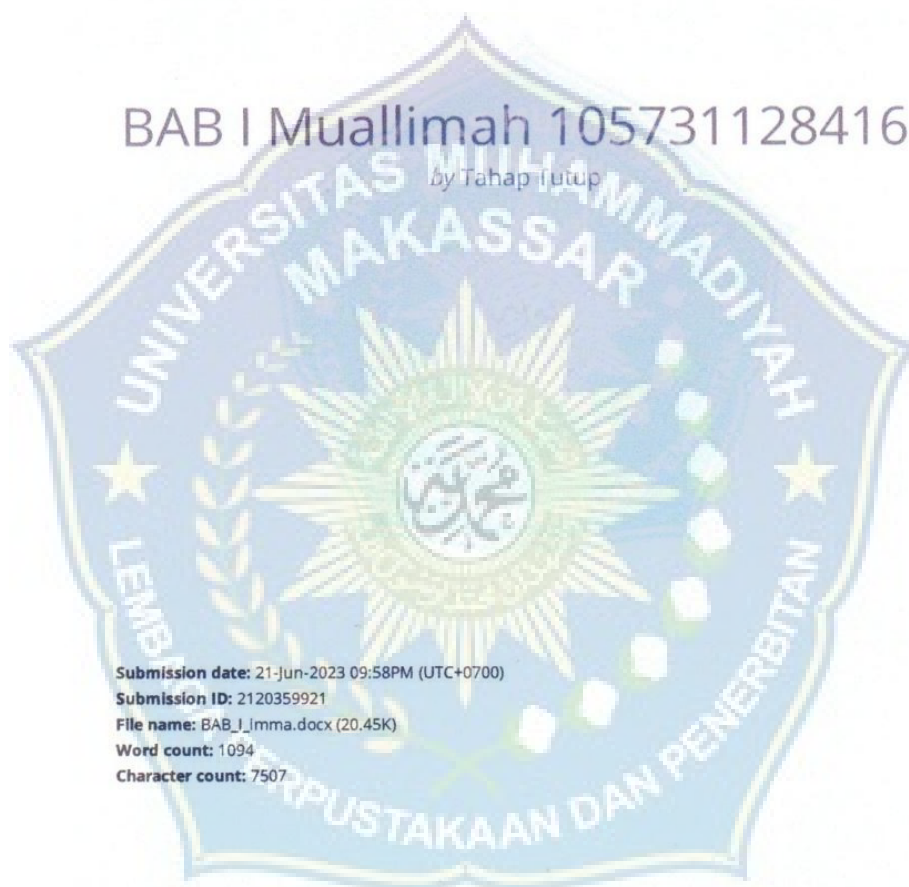 BAB I Muallimah 105731128416
by Tahap Tutup
UNIVERSITAS MUHAMMADIYAH
MAKASSAR
LEMBAGA PERPUSTAKAAN DAN PENERBITAN
Submission date: 21-Jun-2023 09:58PM (UTC+0700)
Submission ID: 2120359921
File name: BAB_I_Imma.docx (20.45K)
Word count: 1094
Character count: 7507